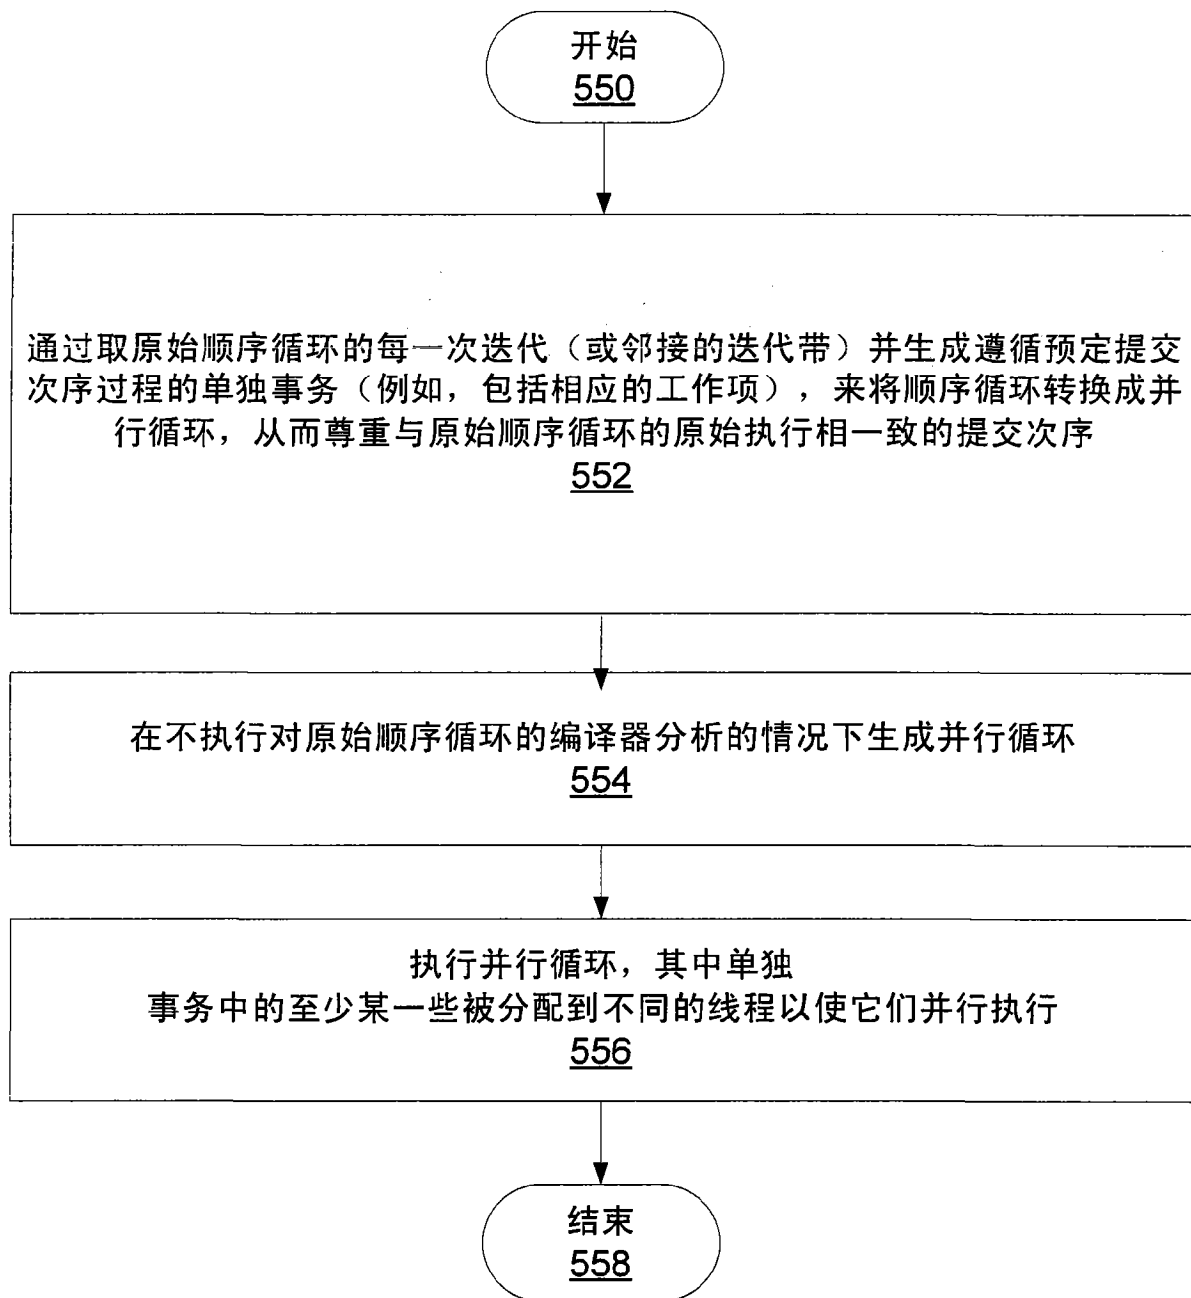 开始
550
通过取原始顺序循环的每一次迭代（或邻接的迭代带）并生成遵循预定提交
次序过程的单独事务（例如，包括相应的工作项），来将顺序循环转换成并
行循环，从而尊重与原始顺序循环的原始执行相一致的提交次序
552
在不执行对原始顺序循环的编译器分析的情况下生成并行循环
554
执行并行循环，其中单独
事务中的至少某一些被分配到不同的线程以使它们并行执行
556
结束
558